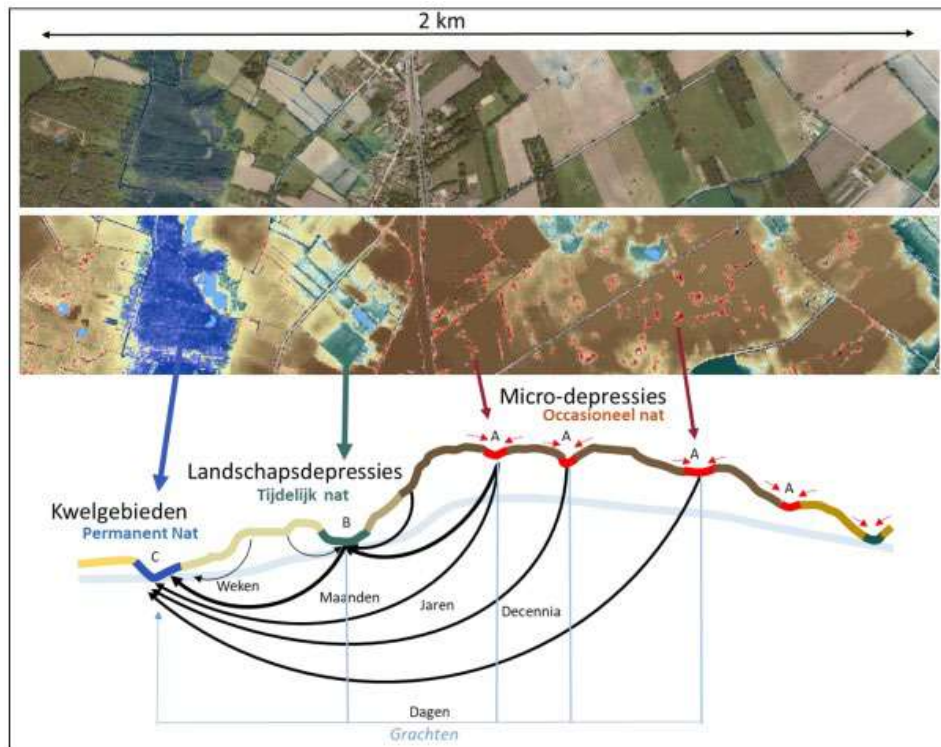 2 km
Micro-depressies
Occasioneel nat
A
A
A
A
Landschapsdepressies
Tijdelijk nat
B
Kwelgebieden
Permanent Nat
C
Weken
Maanden
Jaren
Decennia
Dagen
Grachten